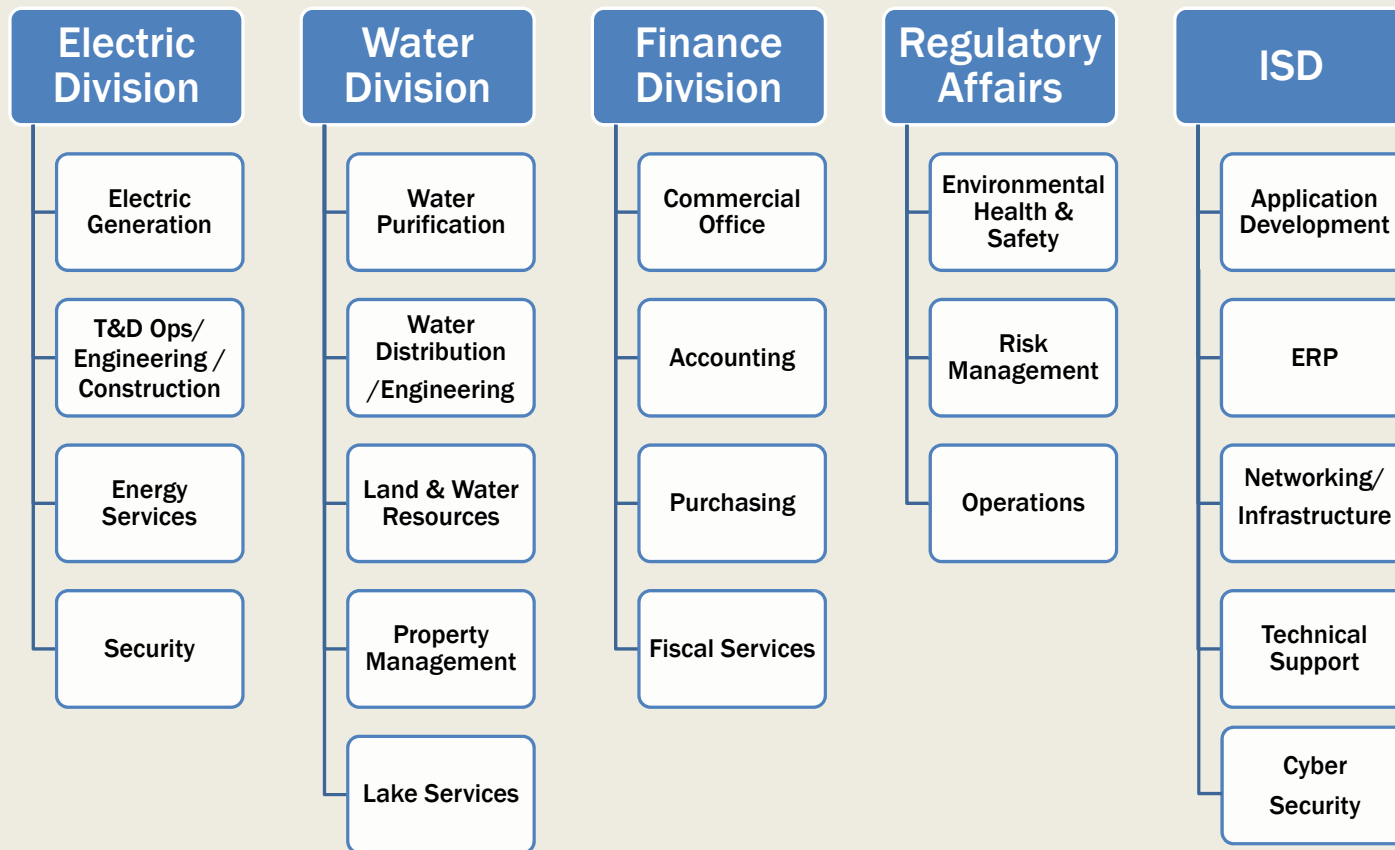 Electric
Division
Electric
Generation
T&D Ops/
Engineering /
Construction
Energy
Services
Security
Water
Division
Water
Purification
Water
Distribution
/Engineering
Land & Water
Resources
Property
Management
Lake Services
Finance
Division
Commercial
Office
Accounting
Purchasing
Fiscal Services
Regulatory
Affairs
Environmental
Health &
Safety
Risk
Management
Operations
ISD
Application
Development
ERP
Networking/
Infrastructure
Technical
Support
Cyber
Security